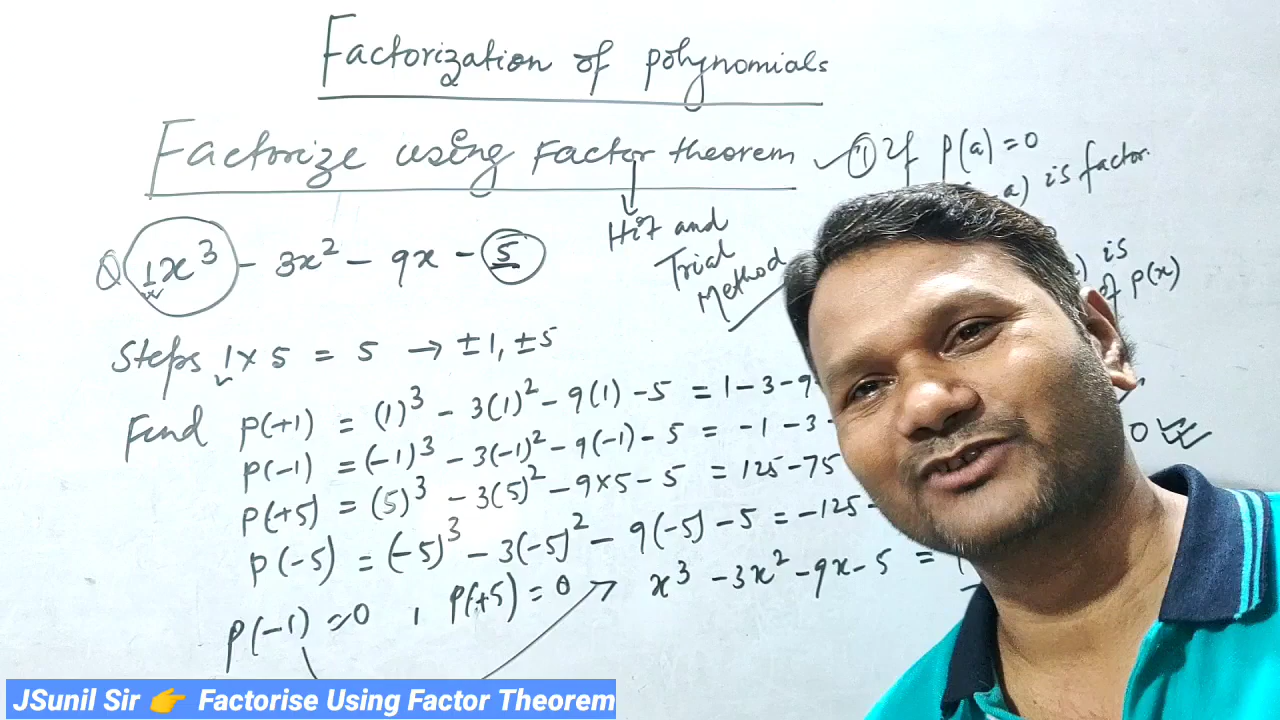 Factorization of polynomials
Factorize using Factor theorem
① If p(a) = 0
a) is factor.
Hit and
Trial
Method
) is
of p(x)
Q 1x³ - 3x² - 9x - 5
Steps 1 × 5 = 5 → ±1, ±5
Find p(+1) = (1)³ - 3(1)² - 9(1) - 5 = 1 - 3 - 9
p(-1) = (-1)³ - 3(-1)² - 9(-1) - 5 = -1 - 3 -
0
p(+5) = (5)³ - 3(5)² - 9×5 - 5 = 125 - 75
p(-5) = (-5)³ - 3(-5)² - 9(-5) - 5 = -125 -
p(-1) = 0 , p(+5) = 0
x³ - 3x² - 9x - 5 = (
JSunil Sir 👉 Factorise Using Factor Theorem